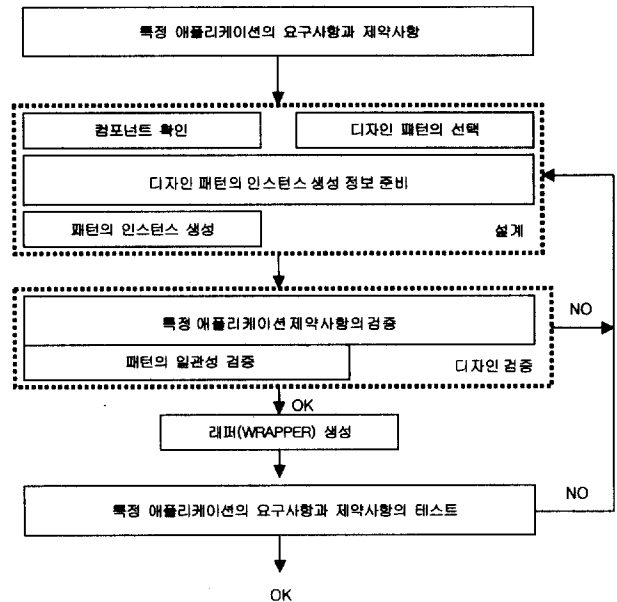 특정 애플리케이션의 요구사항과 제약사항
컴포넌트 확인
디자인 패턴의 선택
디자인 패턴의 인스턴스 생성 정보 준비
패턴의 인스턴스 생성
설계
특정 애플리케이션 제약사항의 검증
NO
패턴의 일관성 검증
디자인 검증
OK
래퍼(WRAPPER) 생성
특정 애플리케이션의 요구사항과 제약사항의 테스트
NO
OK